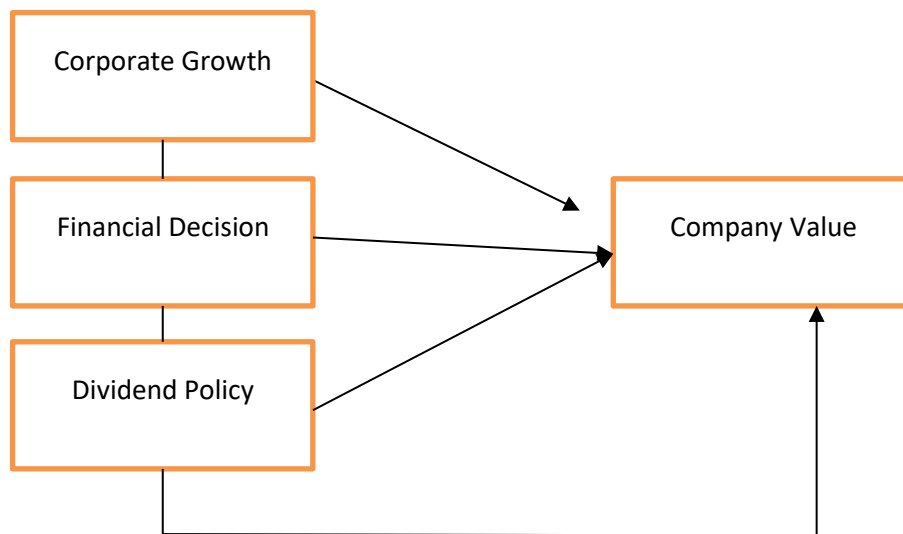 Corporate Growth
Financial Decision
Company Value
Dividend Policy